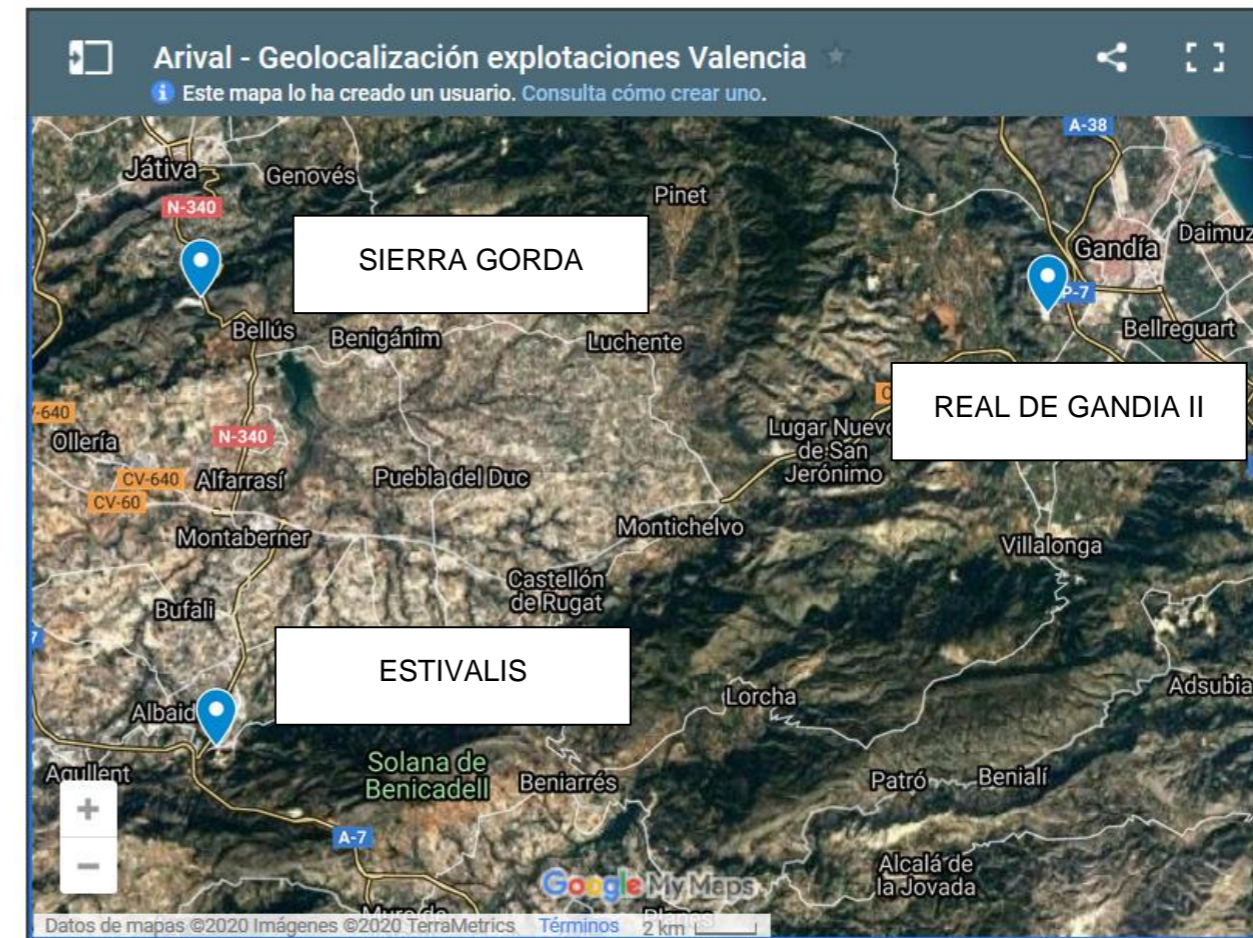 Arival - Geolocalización explotaciones Valencia
Este mapa lo ha creado un usuario. Consulta cómo crear uno.
A-38
Játiva
Genovés
Pinet
N-340
Gandía
Daimuz
SIERRA GORDA
P-7
Bellús
Benigánim
Luchente
Bellreguart
-640
Ollería
N-340
REAL DE GANDIA II
Lugar Nuevo
de San
Jerónimo
CV-640
Alfarrasí
Puebla del Duc
CV-60
Montaberner
Montichelvo
Villalonga
Castellón
de Rugat
Bufali
7
ESTIVALIS
Albaid
Lorcha
Adsubia
Agullent
Solana de
Benicadell
Beniarrés
Patró
Benialí
+
A-7
−
Alcalá de
la Jovada
Google My Maps
Datos de mapas ©2020 Imágenes ©2020 TerraMetrics
Términos
2 km